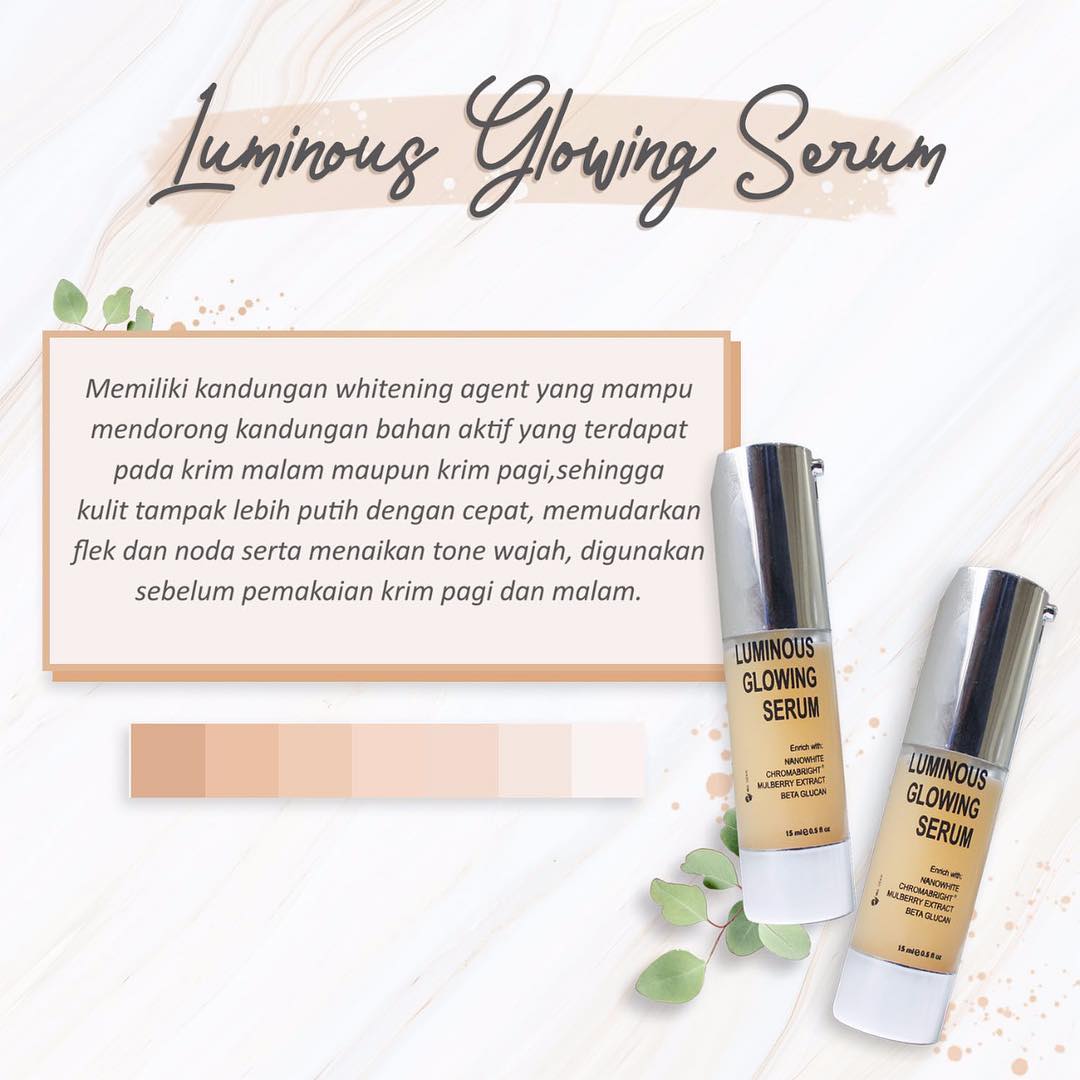 Luminous Glowing Serum
Memiliki kandungan whitening agent yang mampu
mendorong kandungan bahan aktif yang terdapat
pada krim malam maupun krim pagi,sehingga
kulit tampak lebih putih dengan cepat, memudarkan
flek dan noda serta menaikan tone wajah, digunakan
sebelum pemakaian krim pagi dan malam.
LUMINOUS
GLOWING
SERUM
Enrich with:
NANOWHITE
CHROMABRIGHT®
MULBERRY EXTRACT
BETA GLUCAN
15 ml℮0.5 fl oz
LUMINOUS
GLOWING
SERUM
Enrich with:
NANOWHITE
CHROMABRIGHT®
MULBERRY EXTRACT
BETA GLUCAN
15 ml℮0.5 fl oz